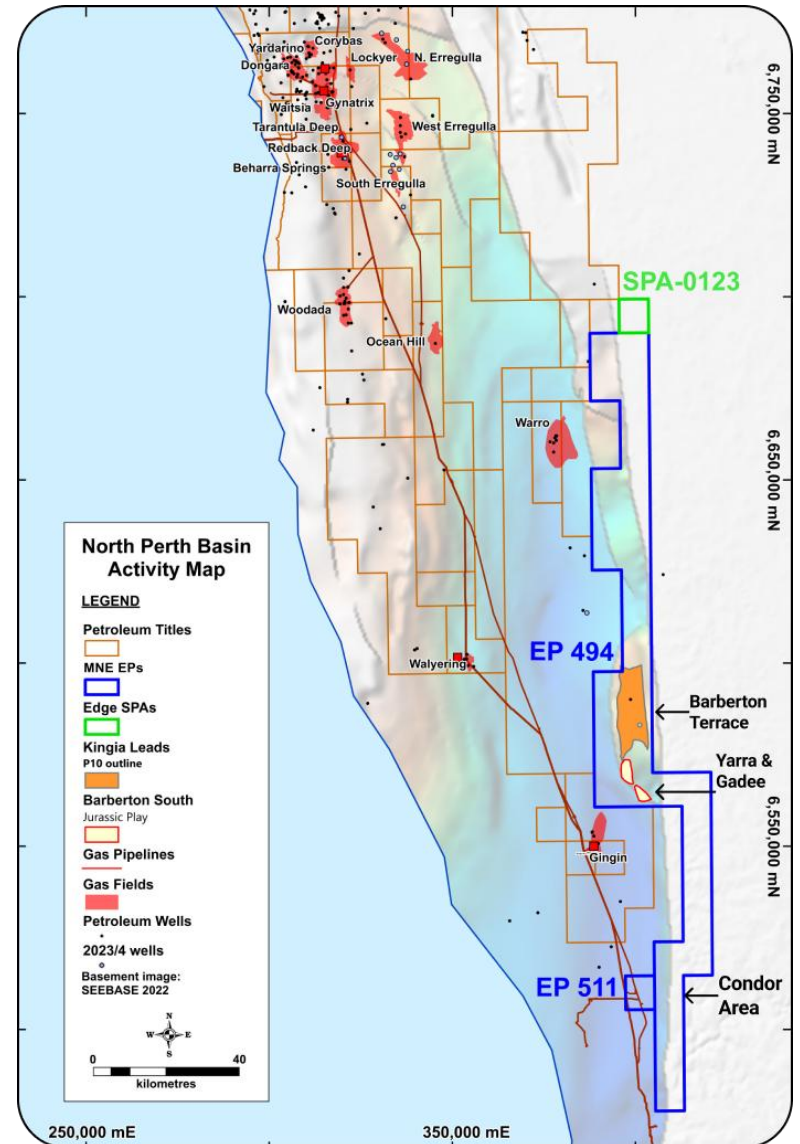 Corybas
Yardarino
Dongara
Lockyer
N. Erregulla
Waitsia
Gynatrix
Tarantula Deep
West Erregulla
Redback Deep
Beharra Springs
South Erregulla
6,750,000 mN
SPA-0123
Woodada
Ocean Hill
Warro
6,650,000 mN
North Perth Basin
Activity Map
LEGEND
Petroleum Titles
MNE EPs
Edge SPAs
Kingia Leads
P10 outline
Barberton South
Jurassic Play
Gas Pipelines
Gas Fields
Petroleum Wells
2023/4 wells
Basement image:
SEEBASE 2022
N
W E
S
0 40
kilometres
EP 494
Walyering
Barberton
Terrace
Yarra &
Gadee
6,550,000 mN
Gingin
EP 511
Condor
Area
250,000 mE
350,000 mE